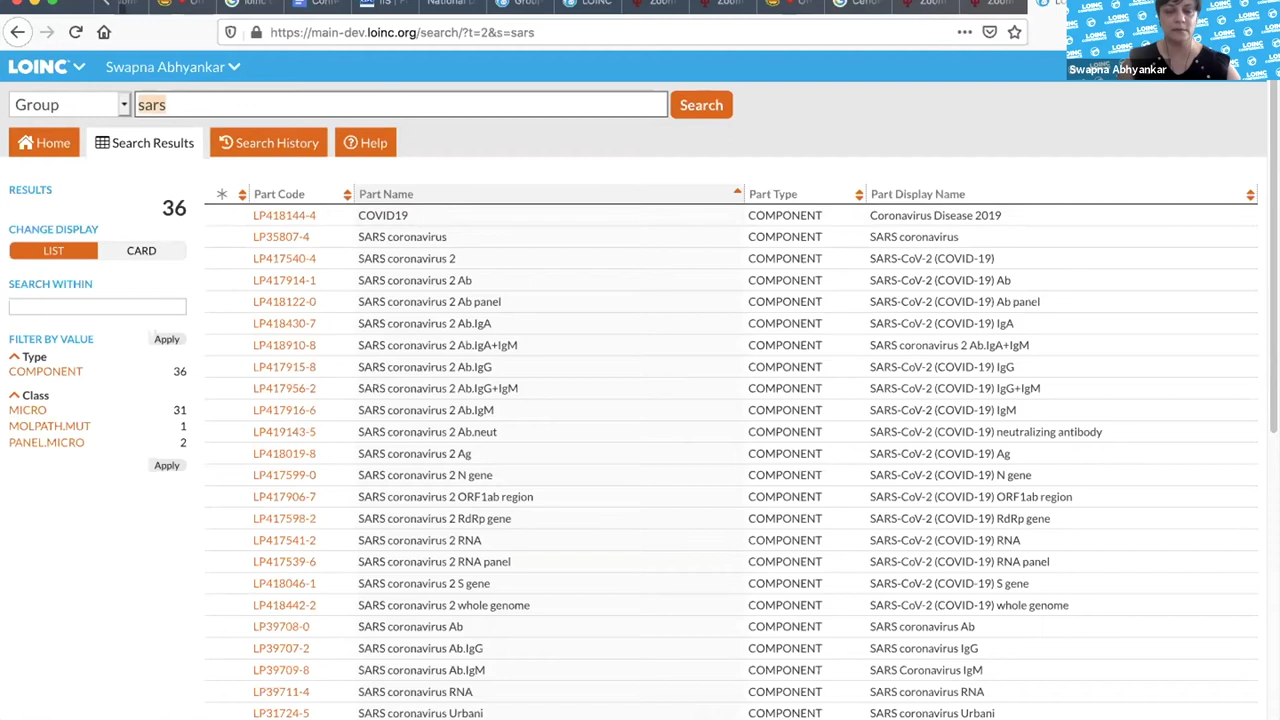 https://main-dev.loinc.org/search/?t=2&s=sars
LOINC Swapna Abhyankar
Swapna Abhyankar
Group sars Search
Home Search Results Search History Help
RESULTS
36
CHANGE DISPLAY
LIST CARD
SEARCH WITHIN
FILTER BY VALUE Apply
Type
COMPONENT 36
Class
MICRO 31
MOLPATH.MUT 1
PANEL.MICRO 2
Apply
Part Code Part Name Part Type Part Display Name
LP418144-4 COVID19 COMPONENT Coronavirus Disease 2019
LP35807-4 SARS coronavirus COMPONENT SARS coronavirus
LP417540-4 SARS coronavirus 2 COMPONENT SARS-CoV-2 (COVID-19)
LP417914-1 SARS coronavirus 2 Ab COMPONENT SARS-CoV-2 (COVID-19) Ab
LP418122-0 SARS coronavirus 2 Ab panel COMPONENT SARS-CoV-2 (COVID-19) Ab panel
LP418430-7 SARS coronavirus 2 Ab.IgA COMPONENT SARS-CoV-2 (COVID-19) IgA
LP418910-8 SARS coronavirus 2 Ab.IgA+IgM COMPONENT SARS coronavirus 2 Ab.IgA+IgM
LP417915-8 SARS coronavirus 2 Ab.IgG COMPONENT SARS-CoV-2 (COVID-19) IgG
LP417956-2 SARS coronavirus 2 Ab.IgG+IgM COMPONENT SARS-CoV-2 (COVID-19) IgG+IgM
LP417916-6 SARS coronavirus 2 Ab.IgM COMPONENT SARS-CoV-2 (COVID-19) IgM
LP419143-5 SARS coronavirus 2 Ab.neut COMPONENT SARS-CoV-2 (COVID-19) neutralizing antibody
LP418019-8 SARS coronavirus 2 Ag COMPONENT SARS-CoV-2 (COVID-19) Ag
LP417599-0 SARS coronavirus 2 N gene COMPONENT SARS-CoV-2 (COVID-19) N gene
LP417906-7 SARS coronavirus 2 ORF1ab region COMPONENT SARS-CoV-2 (COVID-19) ORF1ab region
LP417598-2 SARS coronavirus 2 RdRp gene COMPONENT SARS-CoV-2 (COVID-19) RdRp gene
LP417541-2 SARS coronavirus 2 RNA COMPONENT SARS-CoV-2 (COVID-19) RNA
LP417539-6 SARS coronavirus 2 RNA panel COMPONENT SARS-CoV-2 (COVID-19) RNA panel
LP418046-1 SARS coronavirus 2 S gene COMPONENT SARS-CoV-2 (COVID-19) S gene
LP418442-2 SARS coronavirus 2 whole genome COMPONENT SARS-CoV-2 (COVID-19) whole genome
LP39708-0 SARS coronavirus Ab COMPONENT SARS coronavirus Ab
LP39707-2 SARS coronavirus Ab.IgG COMPONENT SARS coronavirus IgG
LP39709-8 SARS coronavirus Ab.IgM COMPONENT SARS Coronavirus IgM
LP39711-4 SARS coronavirus RNA COMPONENT SARS coronavirus RNA
LP31724-5 SARS coronavirus Urbani COMPONENT SARS coronavirus Urbani